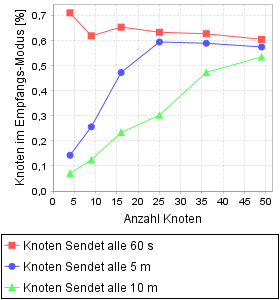 Knoten im Empfangs-Modus [%]
0,7
0,6
0,5
0,4
0,3
0,2
0,1
0,0
0 5 10 15 20 25 30 35 40 45 50
Anzahl Knoten
Knoten Sendet alle 60 s
Knoten Sendet alle 5 m
Knoten Sendet alle 10 m